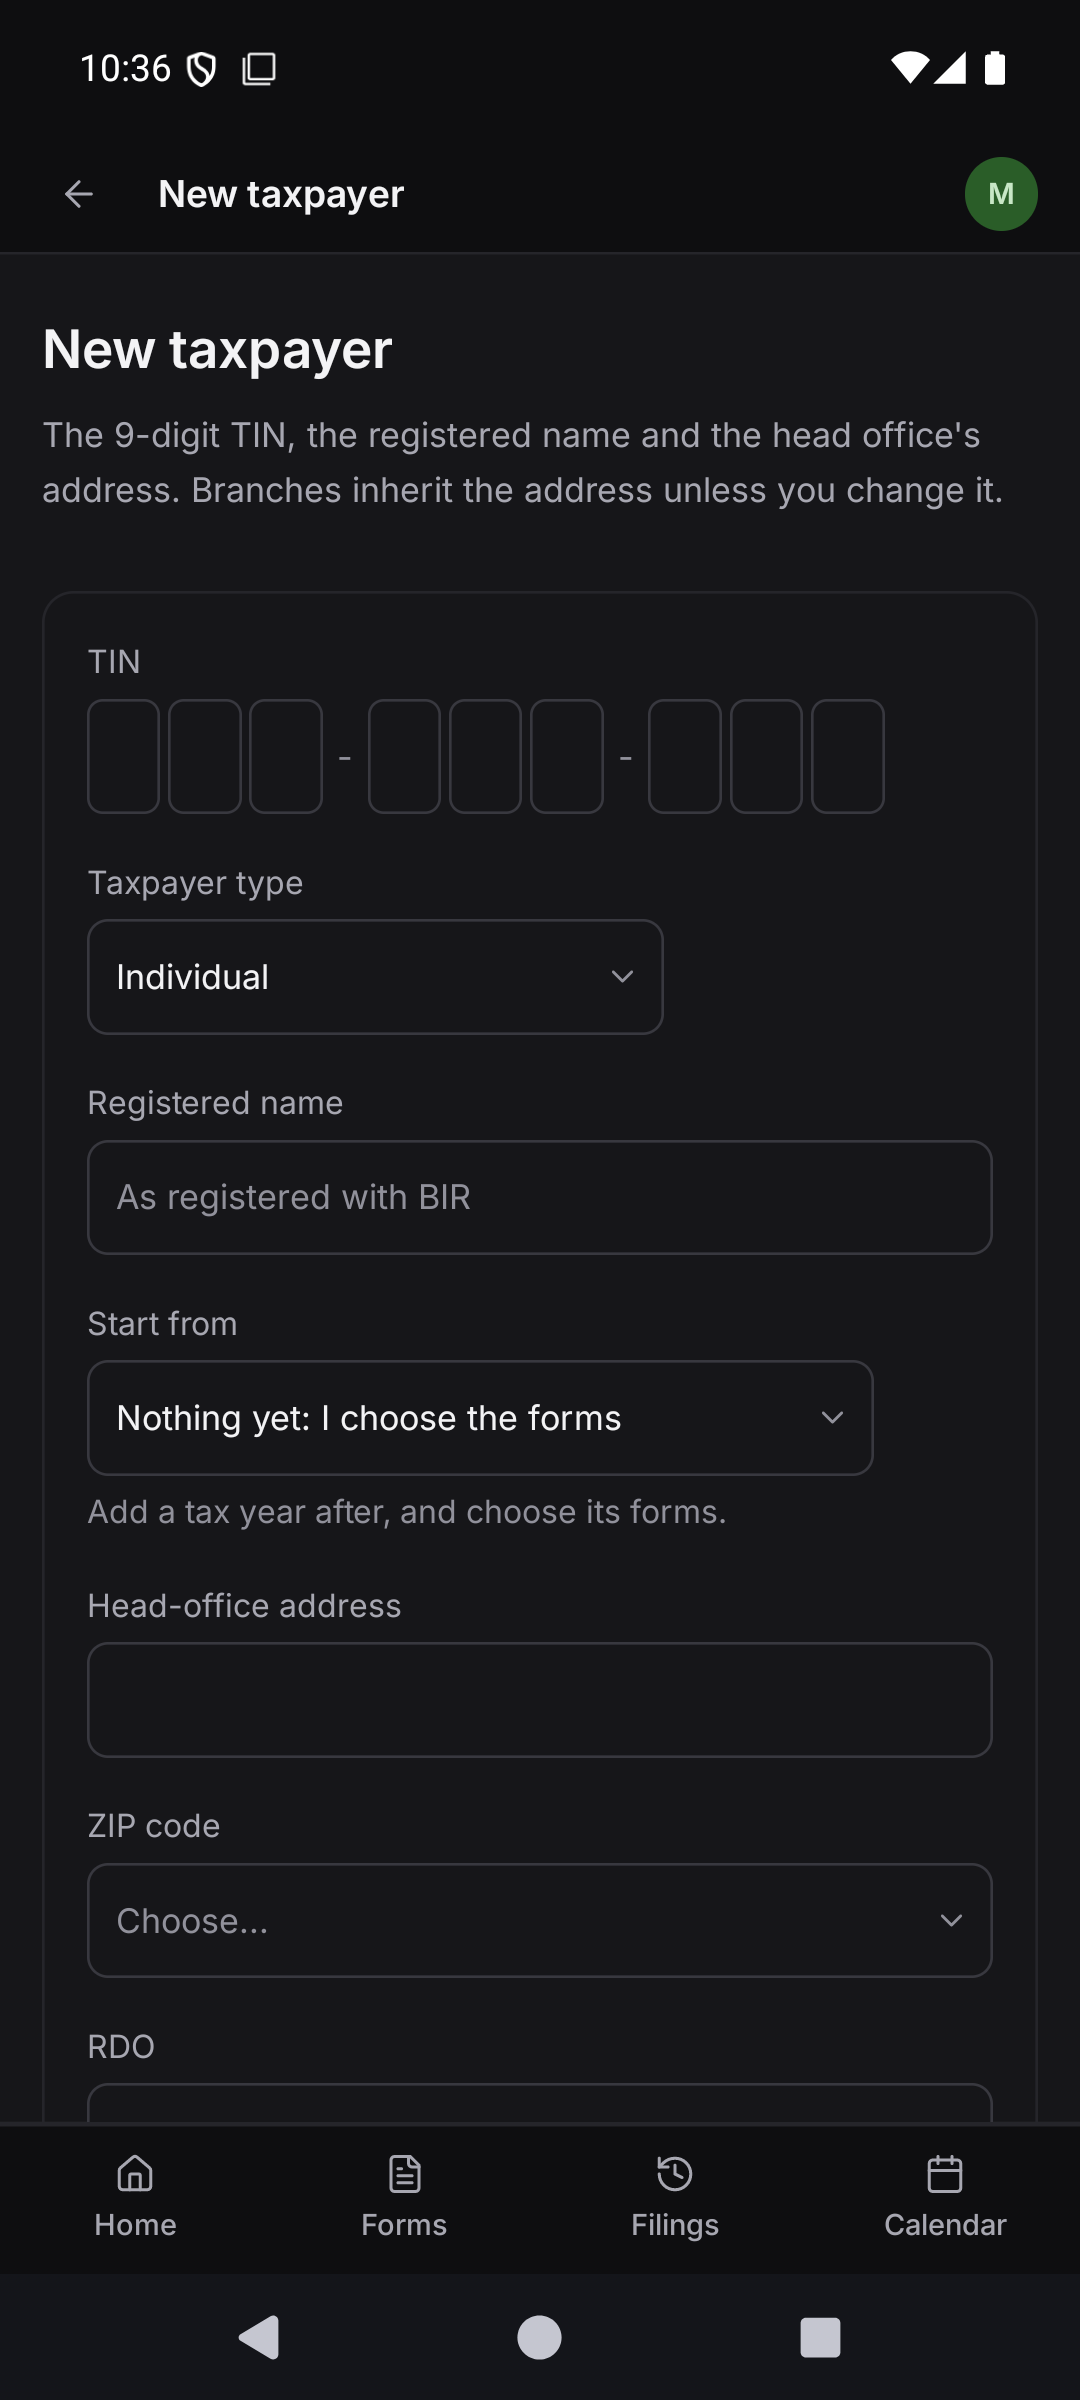 10:36
New taxpayer
M
New taxpayer
The 9-digit TIN, the registered name and the head office's
address. Branches inherit the address unless you change it.
TIN
- -
Taxpayer type
Individual
Registered name
As registered with BIR
Start from
Nothing yet: I choose the forms
Add a tax year after, and choose its forms.
Head-office address
ZIP code
Choose...
RDO
Home Forms Filings Calendar